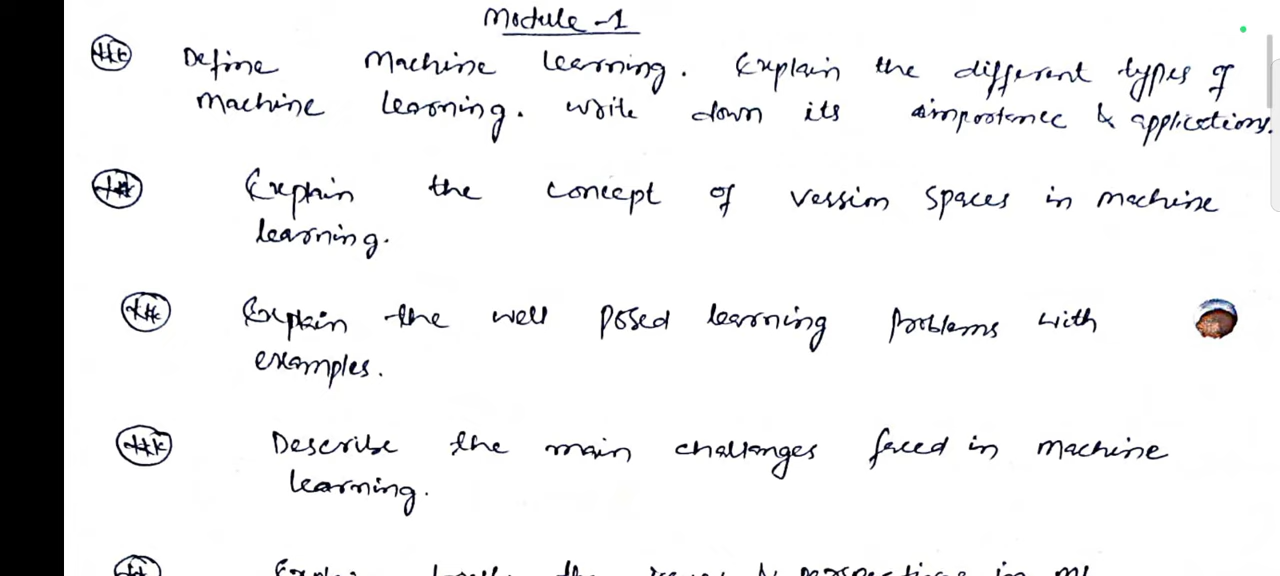 Module -1
Define Machine learning. Explain the different types of
Machine learning. Write down its importance & applications.
Explain the concept of version spaces in machine
learning.
Explain the well posed learning problems with
examples.
Describe the main challenges faced in machine
learning.